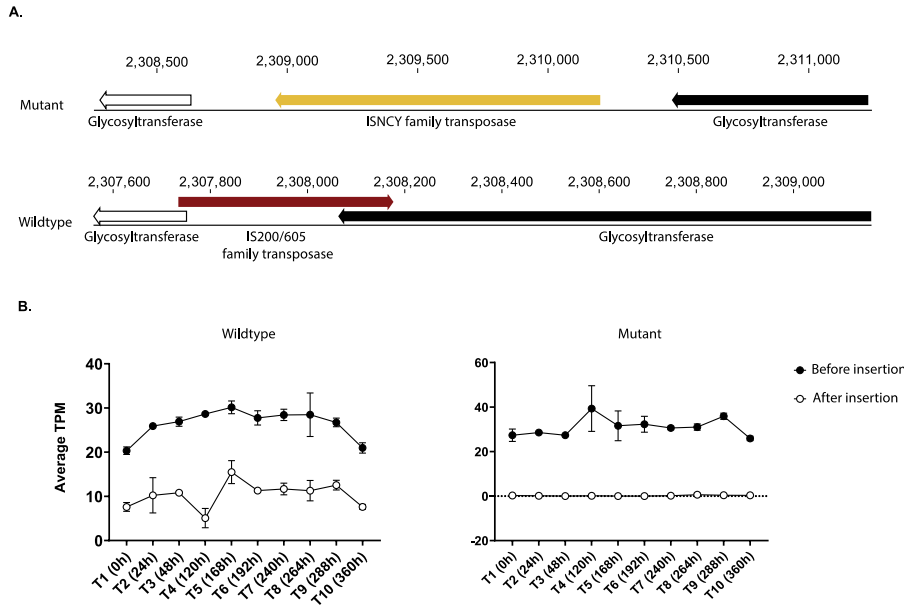 A.
2,308,500 2,309,000 2,309,500 2,310,000 2,310,500 2,311,000
Mutant
Glycosyltransferase ISNCY family transposase Glycosyltransferase
2,307,600 2,307,800 2,308,000 2,308,200 2,308,400 2,308,600 2,308,800 2,309,000
Wildtype
Glycosyltransferase IS200/605 Glycosyltransferase
family transposase
B.
Wildtype Mutant
Average TPM
40
30
20
10
0
T1 (0h) T2 (24h) T3 (48h) T4 (120h) T5 (168h) T6 (192h) T7 (240h) T8 (264h) T9 (288h) T10 (360h)
60
40
20
0
-20
T1 (0h) T2 (24h) T3 (48h) T4 (120h) T5 (168h) T6 (192h) T7 (240h) T8 (264h) T9 (288h) T10 (360h)
Before insertion
After insertion